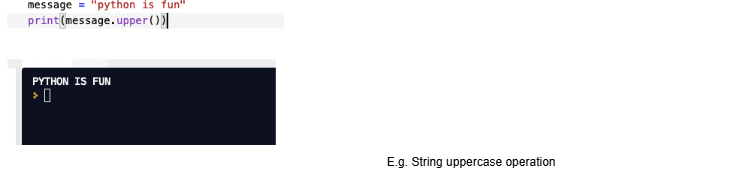 message = "python is fun"
print(message.upper())
PYTHON IS FUN
>
E.g. String uppercase operation